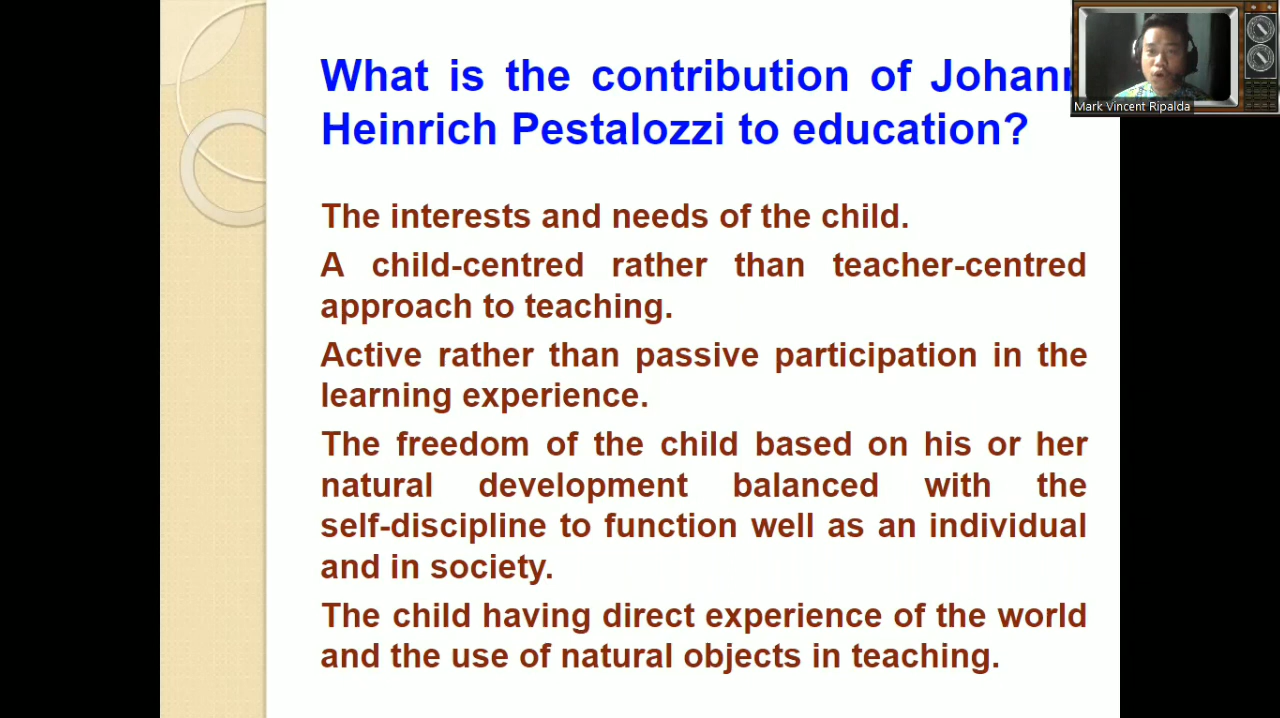 What is the contribution of Johann
Heinrich Pestalozzi to education?
Mark Vincent Ripalda
The interests and needs of the child.
A child-centred rather than teacher-centred
approach to teaching.
Active rather than passive participation in the
learning experience.
The freedom of the child based on his or her
natural development balanced with the
self-discipline to function well as an individual
and in society.
The child having direct experience of the world
and the use of natural objects in teaching.